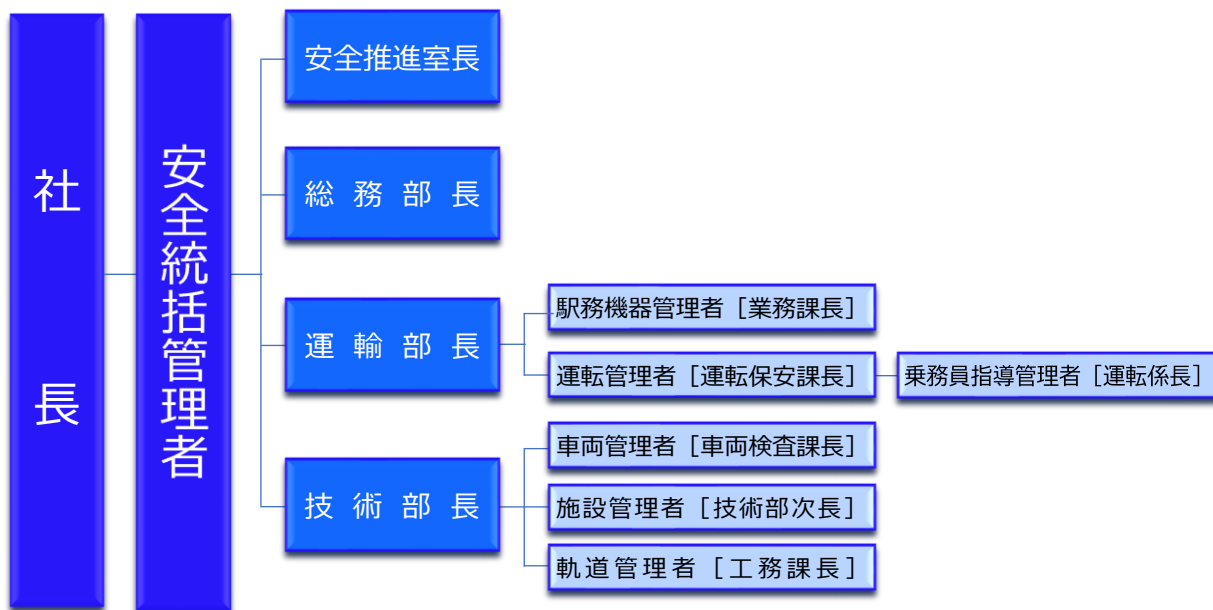 社長
安全統括管理者
安全推進室長
総務部長
運輸部長
駅務機器管理者［業務課長］
運転管理者［運転保安課長］
乗務員指導管理者［運転係長］
技術部長
車両管理者［車両検査課長］
施設管理者［技術部次長］
軌道管理者［工務課長］